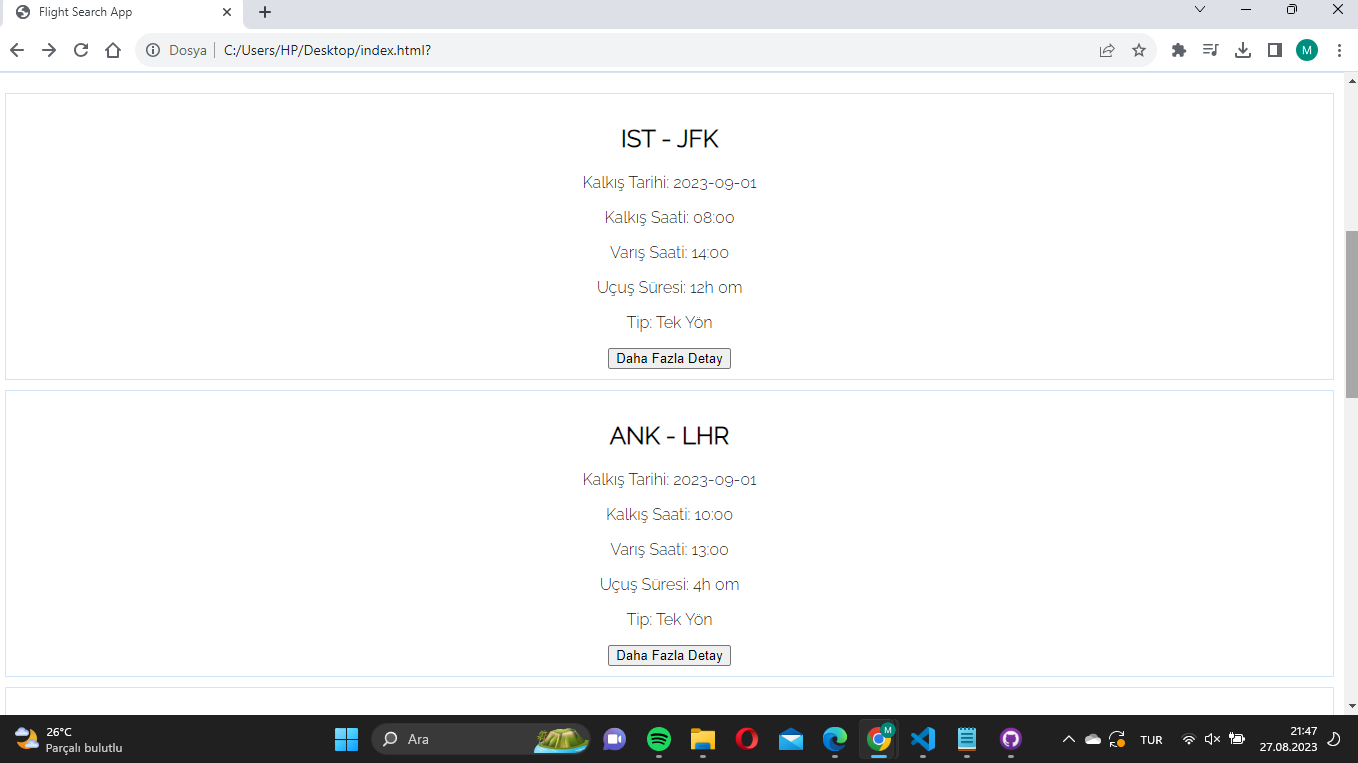 Flight Search App
Dosya
C:/Users/HP/Desktop/index.html?
M
IST - JFK
Kalkış Tarihi: 2023-09-01
Kalkış Saati: 08:00
Varış Saati: 14:00
Uçuş Süresi: 12h 0m
Tip: Tek Yön
Daha Fazla Detay
ANK - LHR
Kalkış Tarihi: 2023-09-01
Kalkış Saati: 10:00
Varış Saati: 13:00
Uçuş Süresi: 4h 0m
Tip: Tek Yön
Daha Fazla Detay
26°C
Parçalı bulutlu
Ara
M
TUR
21:47
27.08.2023